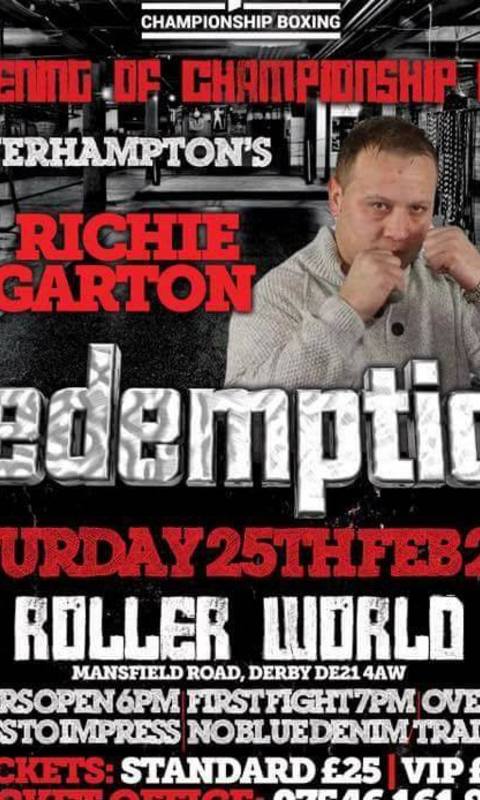 CHAMPIONSHIP BOXING
ENING OF CHAMPIONSHIP
ERHAMPTON'S
RICHIE
GARTON
edemptio
URDAY 25TH FEB 2
ROLLER WORLD
MANSFIELD ROAD, DERBY DE21 4AW
RS OPEN 6PM | FIRST FIGHT 7PM | OVE
S TO IMPRESS | NO BLUE DENIM/TRAI
CKETS: STANDARD £25 | VIP £